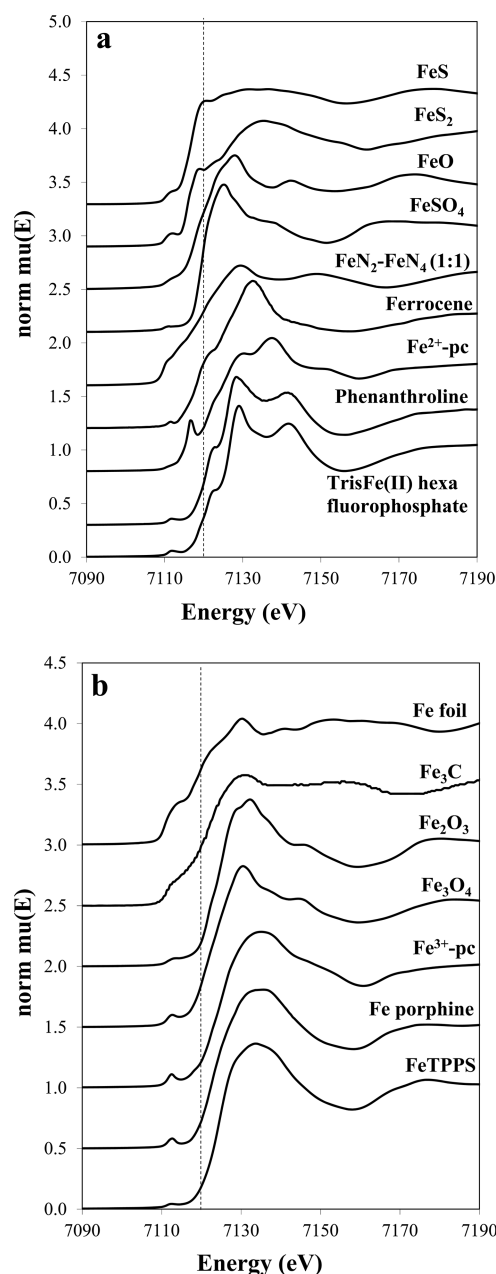 a
5.0
4.5
4.0
3.5
3.0
2.5
2.0
1.5
1.0
0.5
0.0
norm mu(E)
FeS
FeS₂
FeO
FeSO₄
FeN₂-FeN₄ (1:1)
Ferrocene
Fe²⁺-pc
Phenanthroline
TrisFe(II) hexa
fluorophosphate
7090 7110 7130 7150 7170 7190
Energy (eV)
b
4.5
4.0
3.5
3.0
2.5
2.0
1.5
1.0
0.5
0.0
norm mu(E)
Fe foil
Fe₃C
Fe₂O₃
Fe₃O₄
Fe³⁺-pc
Fe porphine
FeTPPS
7090 7110 7130 7150 7170 7190
Energy (eV)